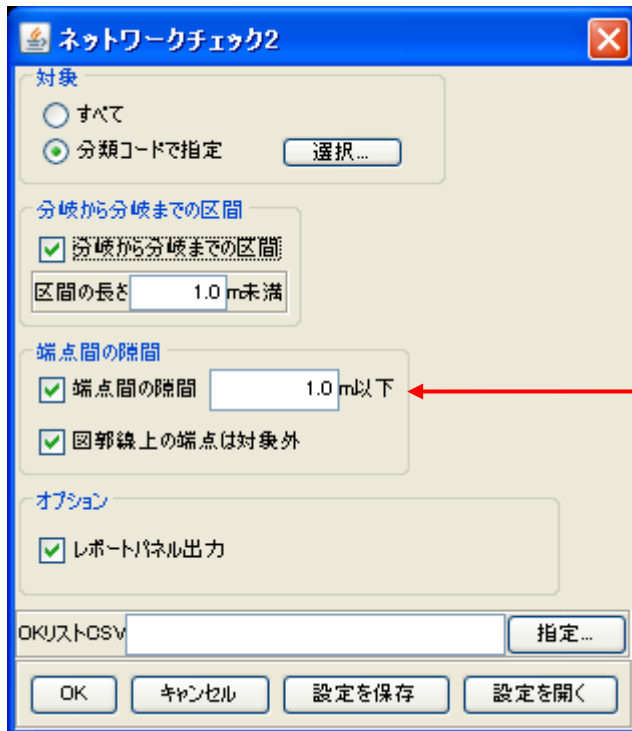 ネットワークチェック2
対象
すべて
分類コードで指定 選択...
分岐から分岐までの区間
分岐から分岐までの区間
区間の長さ 1.0 m未満
端点間の隙間
端点間の隙間 1.0 m以下
図郭線上の端点は対象外
オプション
レポートパネル出力
OKリストCSV 指定...
OK キャンセル 設定を保存 設定を開く